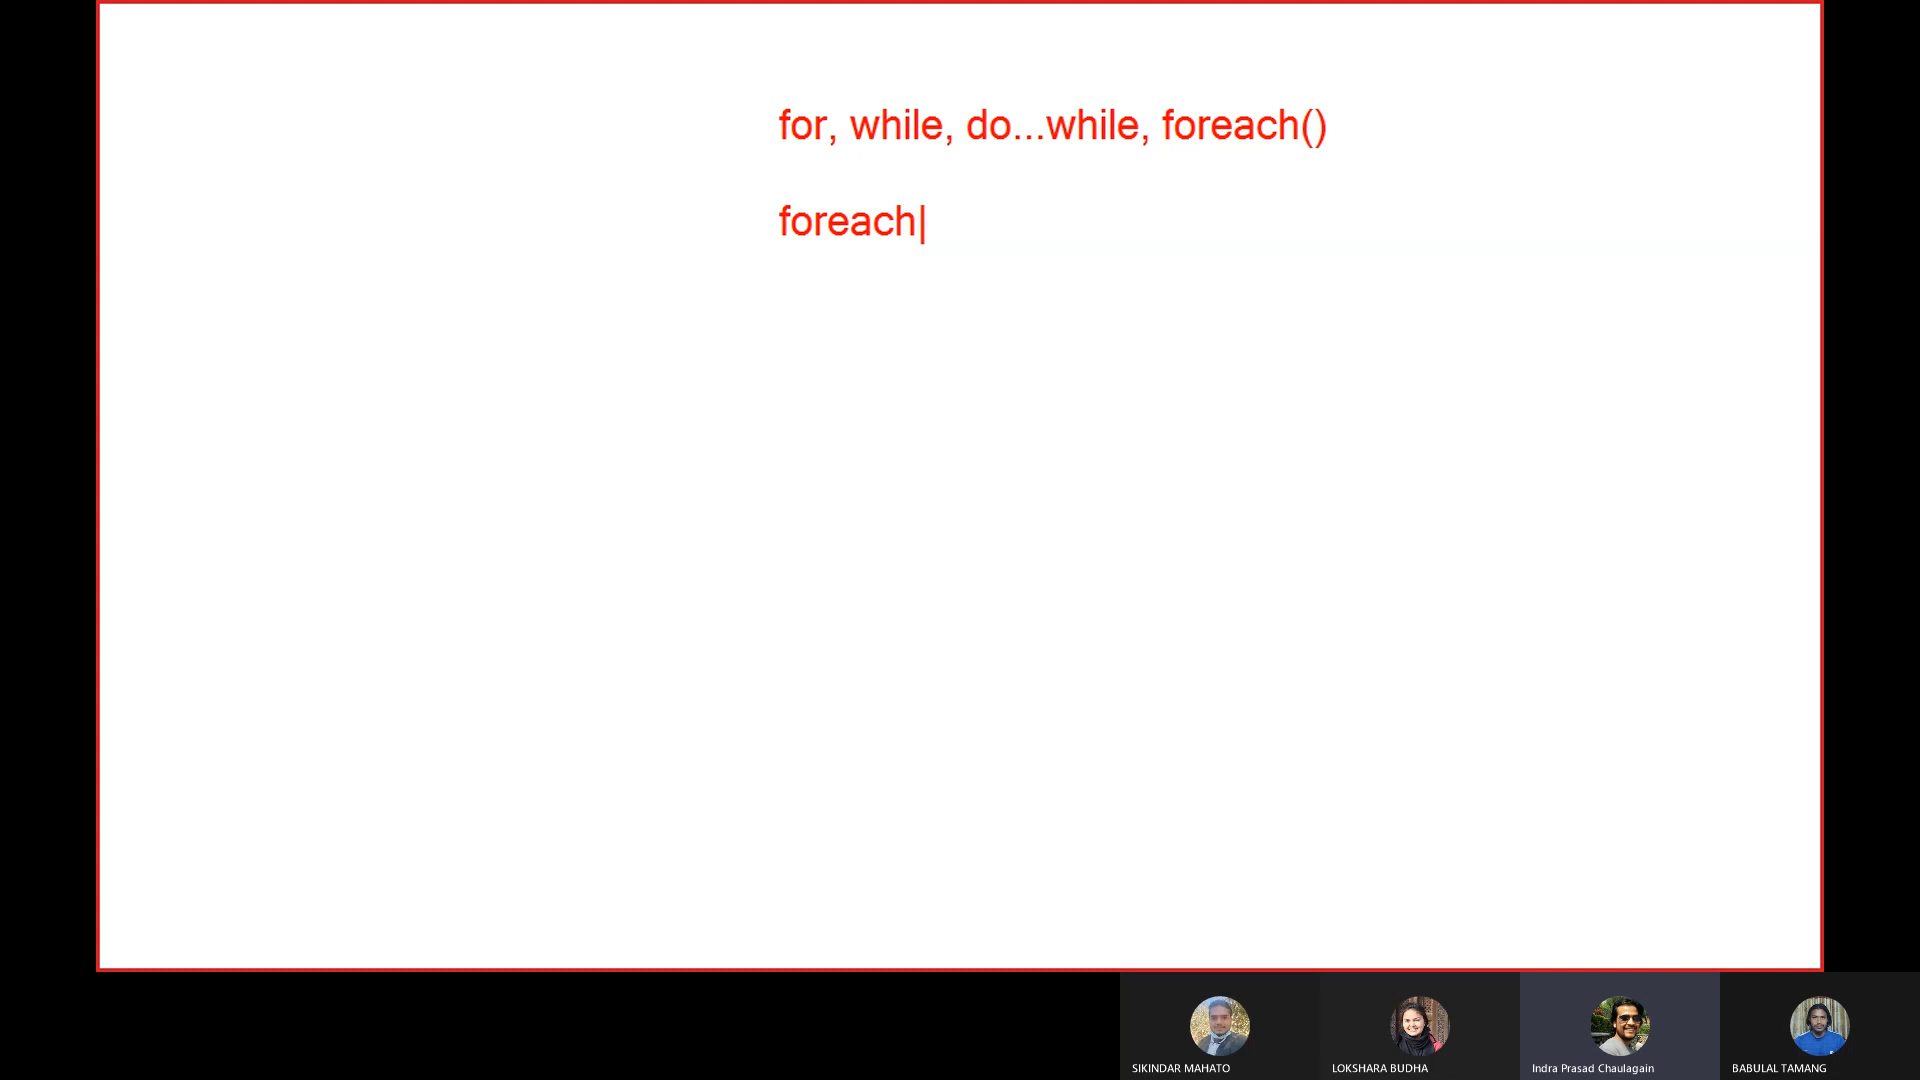 for, while, do...while, foreach()
foreach
SIKINDAR MAHATO
LOKSHARA BUDHA
Indra Prasad Chaulagain
BABULAL TAMANG